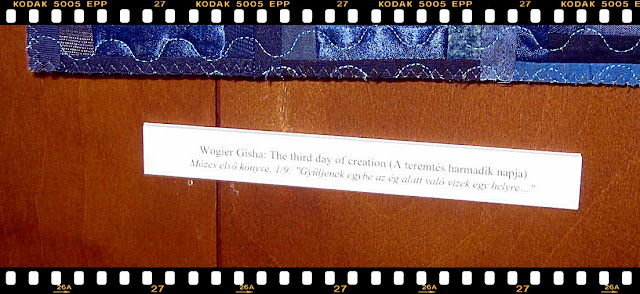 KODAK 5005 EPP 27 KODAK 5005 EPP 27 KODAK 5005 EPP
Wogier Gisha: The third day of creation (A teremtés harmadik napja)
Mózes első könyve. 1/9: "Gyűljenek egybe az ég alatt való vizek egy helyre..."
26A 27 26A 27 26A